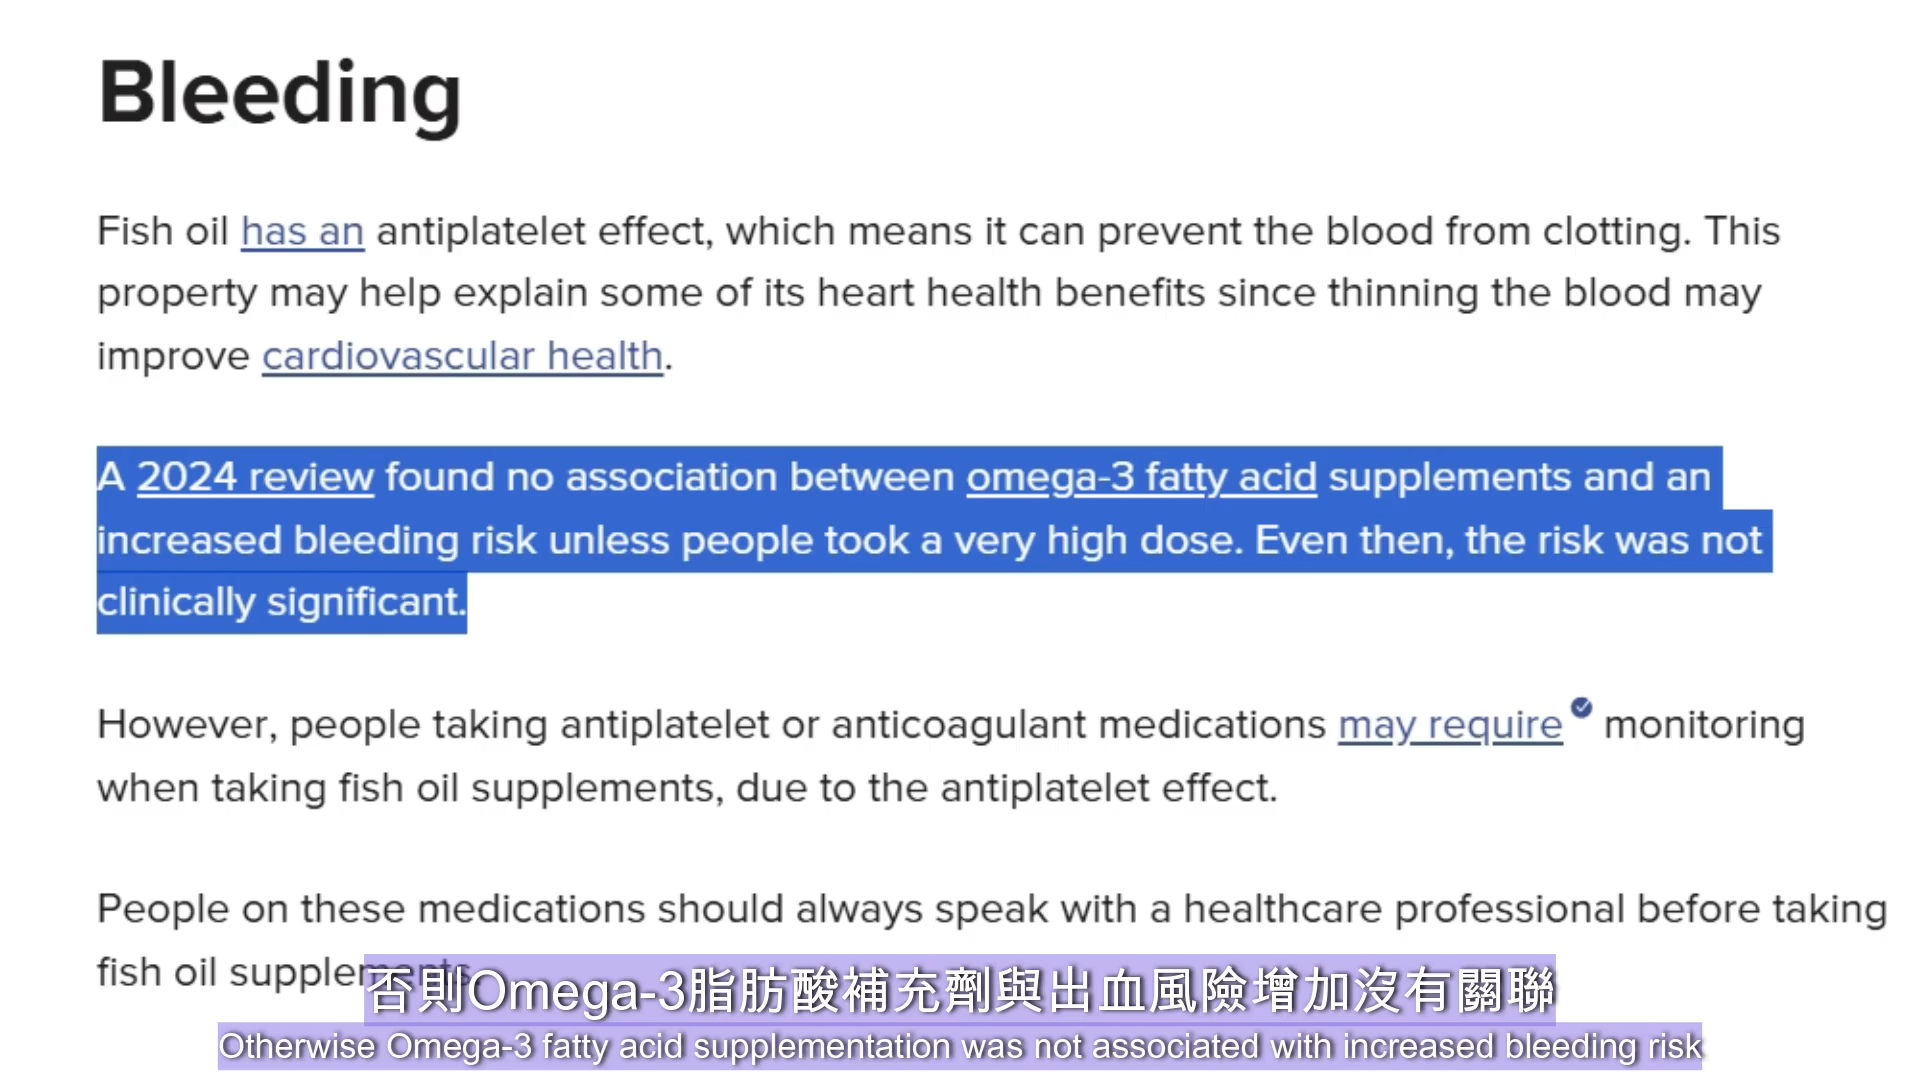 Bleeding
Fish oil has an antiplatelet effect, which means it can prevent the blood from clotting. This
property may help explain some of its heart health benefits since thinning the blood may
improve cardiovascular health.
A 2024 review found no association between omega-3 fatty acid supplements and an
increased bleeding risk unless people took a very high dose. Even then, the risk was not
clinically significant.
However, people taking antiplatelet or anticoagulant medications may require monitoring
when taking fish oil supplements, due to the antiplatelet effect.
People on these medications should always speak with a healthcare professional before taking
fish oil supplements.
否則Omega-3脂肪酸補充劑與出血風險增加沒有關聯
Otherwise Omega-3 fatty acid supplementation was not associated with increased bleeding risk